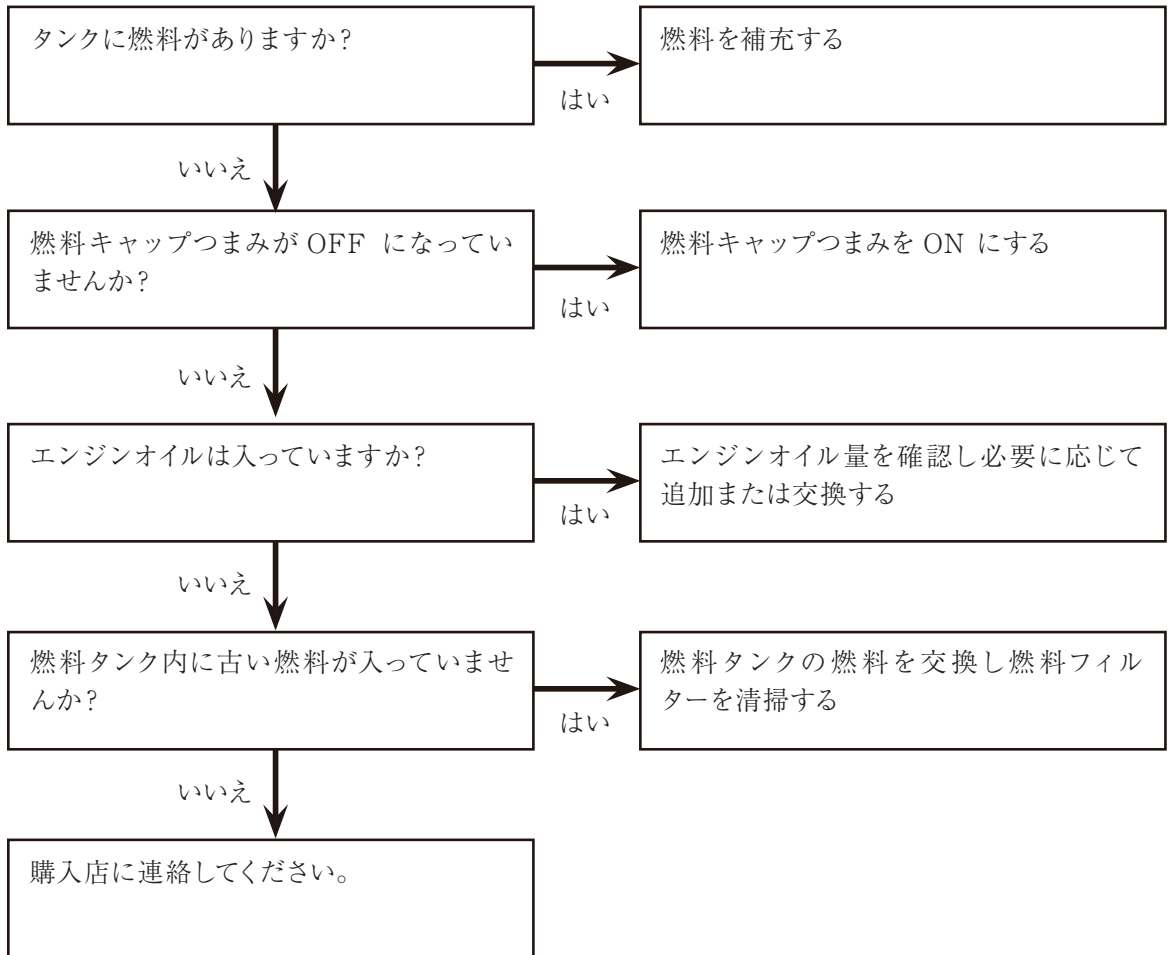 タンクに燃料がありますか?
燃料を補充する
はい
いいえ
燃料キャップつまみが OFF になってい
ませんか?
燃料キャップつまみを ON にする
はい
いいえ
エンジンオイルは入っていますか?
エンジンオイル量を確認し必要に応じて
追加または交換する
はい
いいえ
燃料タンク内に古い燃料が入っていませ
んか?
燃料タンクの燃料を交換し燃料フィル
ターを清掃する
はい
いいえ
購入店に連絡してください。